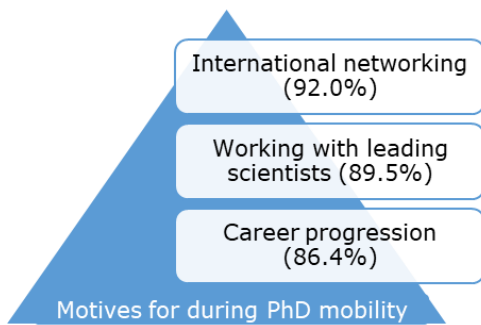 International networking
(92.0%)
Working with leading
scientists (89.5%)
Career progression
(86.4%)
Motives for during PhD mobility